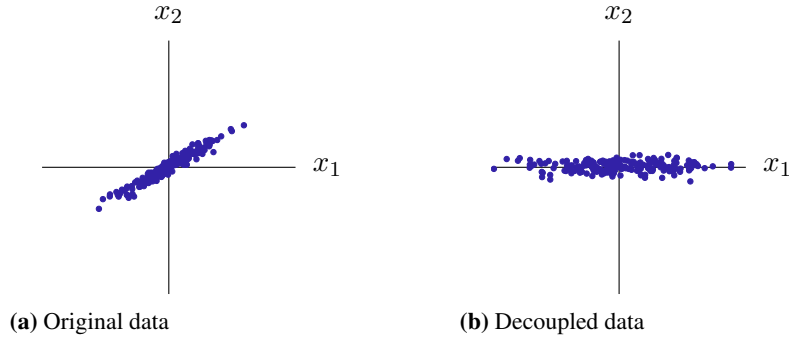 x₂
x₂
x₁
x₁
(a) Original data
(b) Decoupled data